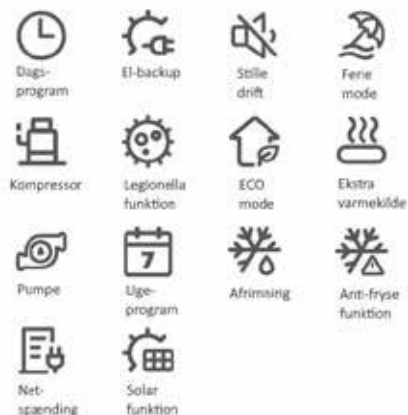 Dags-
program
El-backup
Stille
drift
Ferie
mode
Kompressor
Legionella
funktion
ECO
mode
Ekstra
varmekilde
Pumpe
7
Uge-
program
Afrimning
Anti-fryse
funktion
Net-
spænding
Solar
funktion